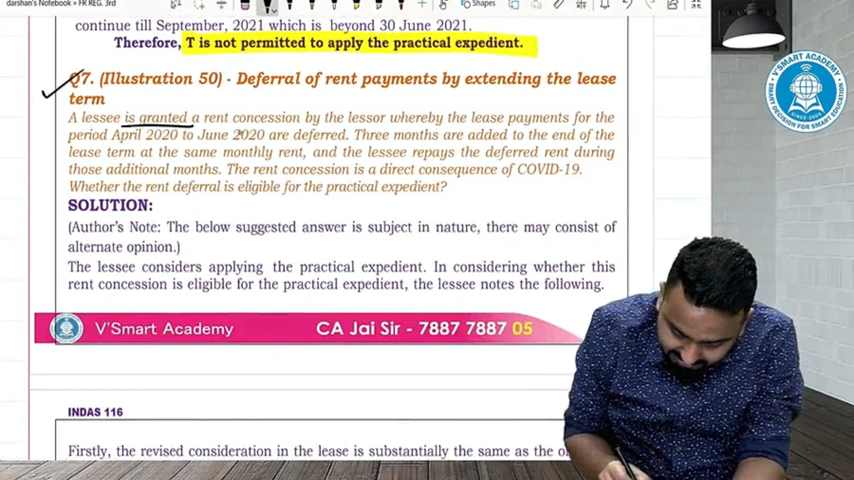 darshan's Notebook » FR REG. 3rd
Shapes
continue till September, 2021 which is beyond 30 June 2021.
Therefore, T is not permitted to apply the practical expedient.
Q7. (Illustration 50) - Deferral of rent payments by extending the lease
term
A lessee is granted a rent concession by the lessor whereby the lease payments for the
period April 2020 to June 2020 are deferred. Three months are added to the end of the
lease term at the same monthly rent, and the lessee repays the deferred rent during
those additional months. The rent concession is a direct consequence of COVID-19.
Whether the rent deferral is eligible for the practical expedient?
SOLUTION:
(Author's Note: The below suggested answer is subject in nature, there may consist of
alternate opinion.)
The lessee considers applying the practical expedient. In considering whether this
rent concession is eligible for the practical expedient, the lessee notes the following.
V'Smart Academy
CA Jai Sir - 7887 7887 05
INDAS 116
Firstly, the revised consideration in the lease is substantially the same as the
V'SMART ACADEMY
SMART DECISION FOR SMART STUDIES
SINCE 2005